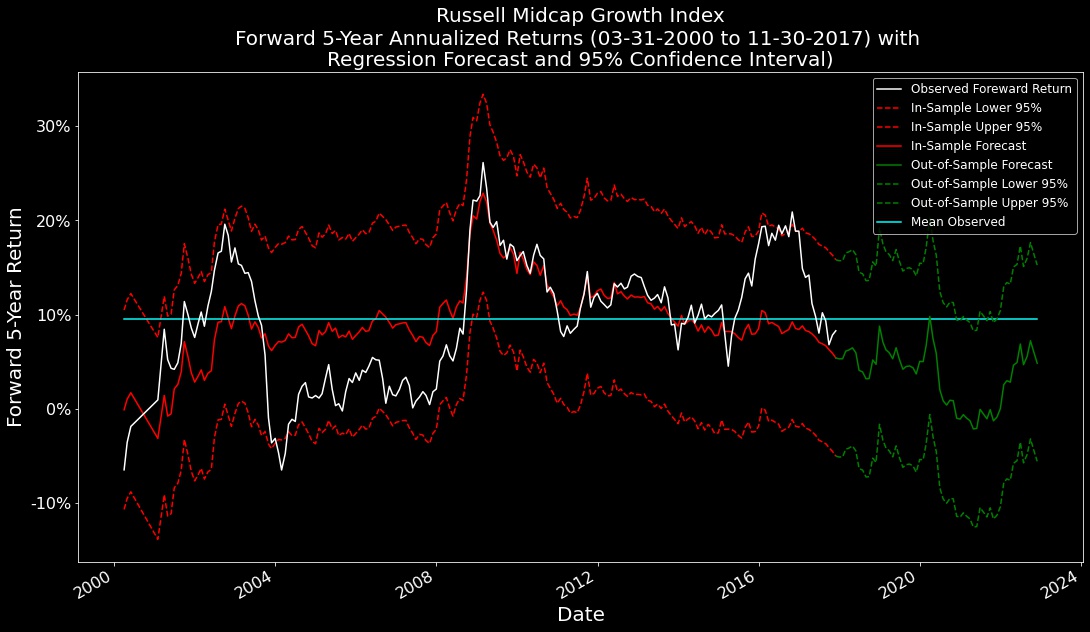 Russell Midcap Growth Index
Forward 5-Year Annualized Returns (03-31-2000 to 11-30-2017) with
Regression Forecast and 95% Confidence Interval)
Observed Foreward Return
In-Sample Lower 95%
In-Sample Upper 95%
In-Sample Forecast
Out-of-Sample Forecast
Out-of-Sample Lower 95%
Out-of-Sample Upper 95%
Mean Observed
Forward 5-Year Return
30%
20%
10%
0%
-10%
2000
2004
2008
2012
2016
2020
2024
Date